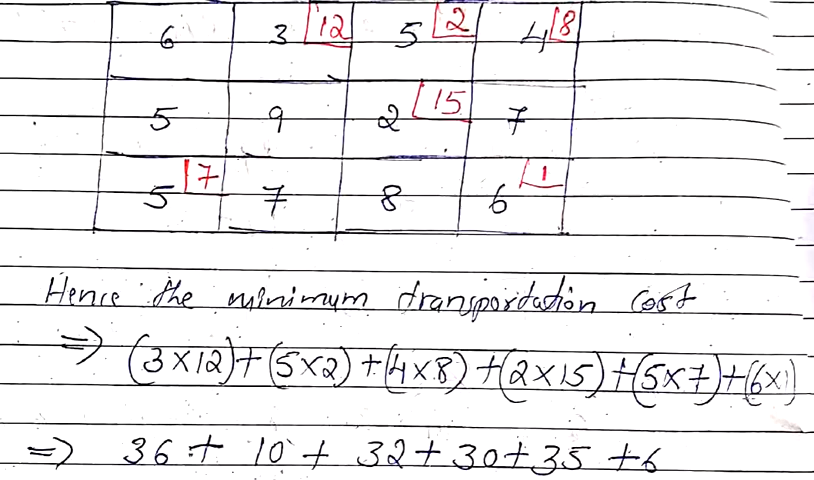 6 3 12 5 2 4 8
5 9 2 15 7
5 7 7 8 6 1
Hence the minimum transportation cost
⇒ (3×12)+(5×2)+(4×8)+(2×15)+(5×7)+(6×1)
⇒ 36+ 10+ 32+30+35 +6